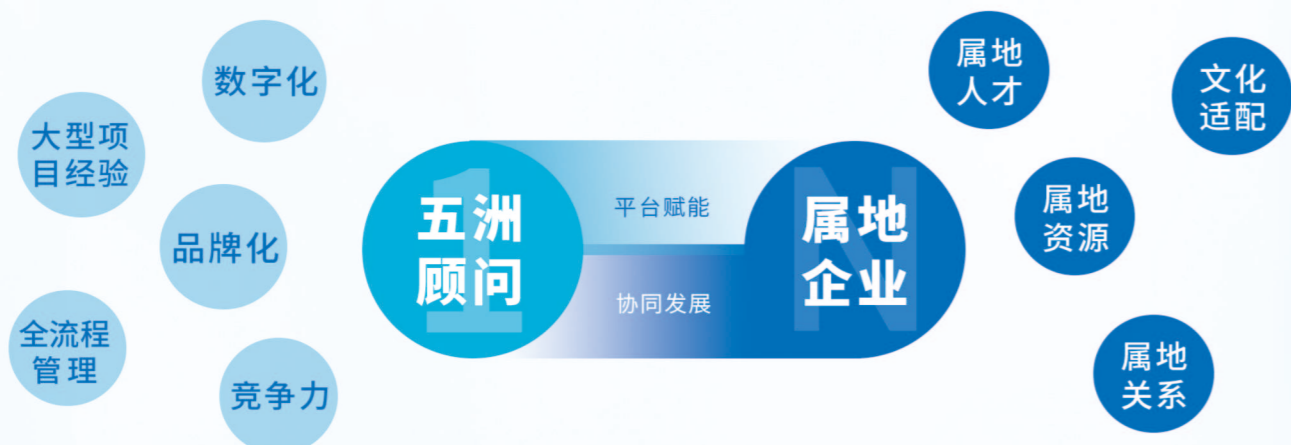 数字化
大型项
目经验
品牌化
全流程
管理
竞争力
1
五洲
顾问
平台赋能
协同发展
N
属地
企业
属地
人才
文化
适配
属地
资源
属地
关系